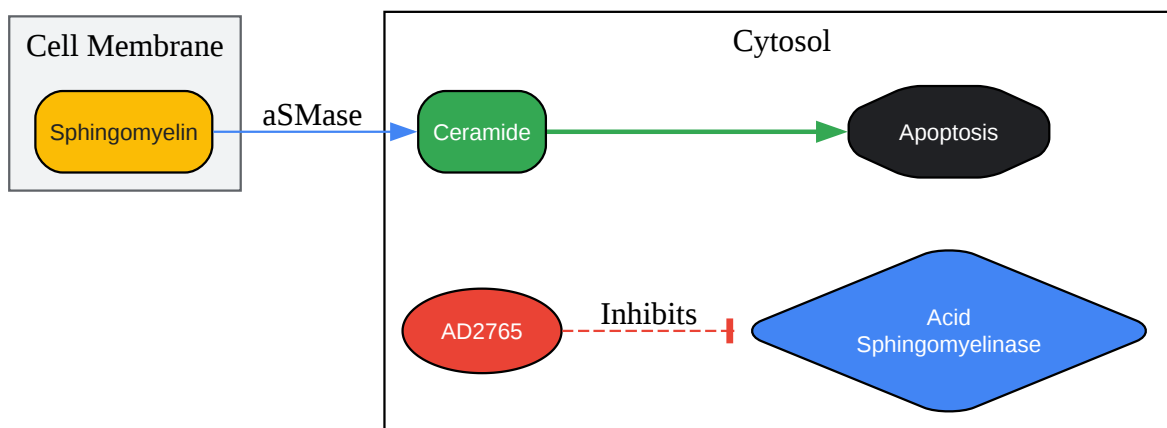 Cell Membrane
Cytosol
Sphingomyelin
aSMase
Ceramide
Apoptosis
AD2765
Inhibits
Acid
Sphingomyelinase